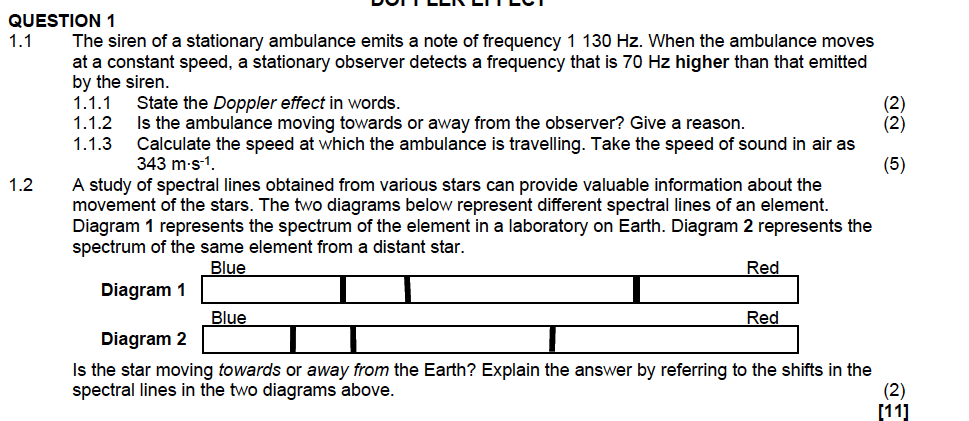 DOPPLER EFFECT
QUESTION 1
1.1 The siren of a stationary ambulance emits a note of frequency 1 130 Hz. When the ambulance moves
at a constant speed, a stationary observer detects a frequency that is 70 Hz higher than that emitted
by the siren.
1.1.1 State the Doppler effect in words. (2)
1.1.2 Is the ambulance moving towards or away from the observer? Give a reason. (2)
1.1.3 Calculate the speed at which the ambulance is travelling. Take the speed of sound in air as
343 m·s-1. (5)
1.2 A study of spectral lines obtained from various stars can provide valuable information about the
movement of the stars. The two diagrams below represent different spectral lines of an element.
Diagram 1 represents the spectrum of the element in a laboratory on Earth. Diagram 2 represents the
spectrum of the same element from a distant star.
Blue Red
Diagram 1
Blue Red
Diagram 2
Is the star moving towards or away from the Earth? Explain the answer by referring to the shifts in the
spectral lines in the two diagrams above. (2)
[11]